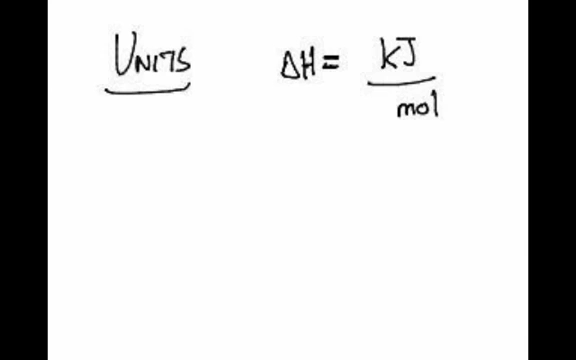 UNITS ΔH = kJ
mol